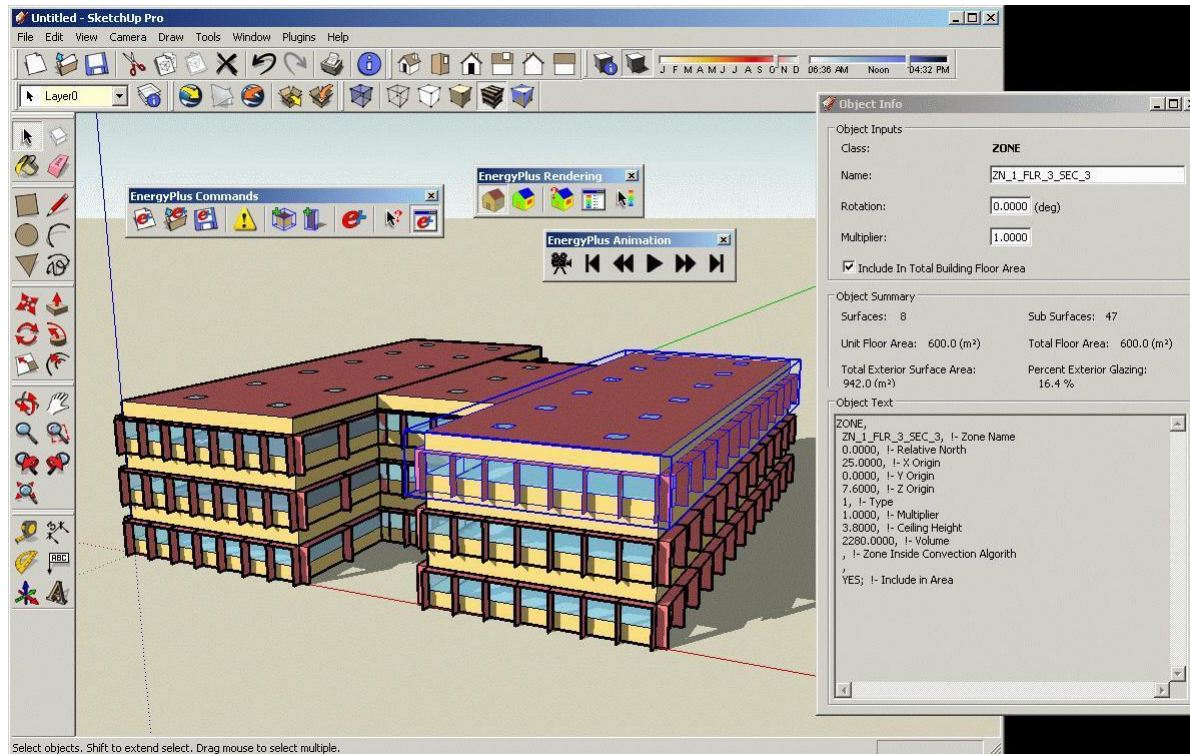 Untitled - SketchUp Pro
File Edit View Camera Draw Tools Window Plugins Help
J F M A M J J A S O N D 06:36 AM Noon 04:32 PM
Layer0
EnergyPlus Commands
EnergyPlus Rendering
EnergyPlus Animation
ABC
Select objects. Shift to extend select. Drag mouse to select multiple.
Object Info
Object Inputs
Class: ZONE
Name: ZN_1_FLR_3_SEC_3
Rotation: 0.0000 (deg)
Multiplier: 1.0000
Include In Total Building Floor Area
Object Summary
Surfaces: 8 Sub Surfaces: 47
Unit Floor Area: 600.0 (m²) Total Floor Area: 600.0 (m²)
Total Exterior Surface Area: Percent Exterior Glazing:
942.0 (m²) 16.4 %
Object Text
ZONE,
ZN_1_FLR_3_SEC_3, !- Zone Name
0.0000, !- Relative North
25.0000, !- X Origin
0.0000, !- Y Origin
7.6000, !- Z Origin
1, !- Type
1.0000, !- Multiplier
3.8000, !- Ceiling Height
2280.0000, !- Volume
, !- Zone Inside Convection Algorith
,
YES; !- Include in Area